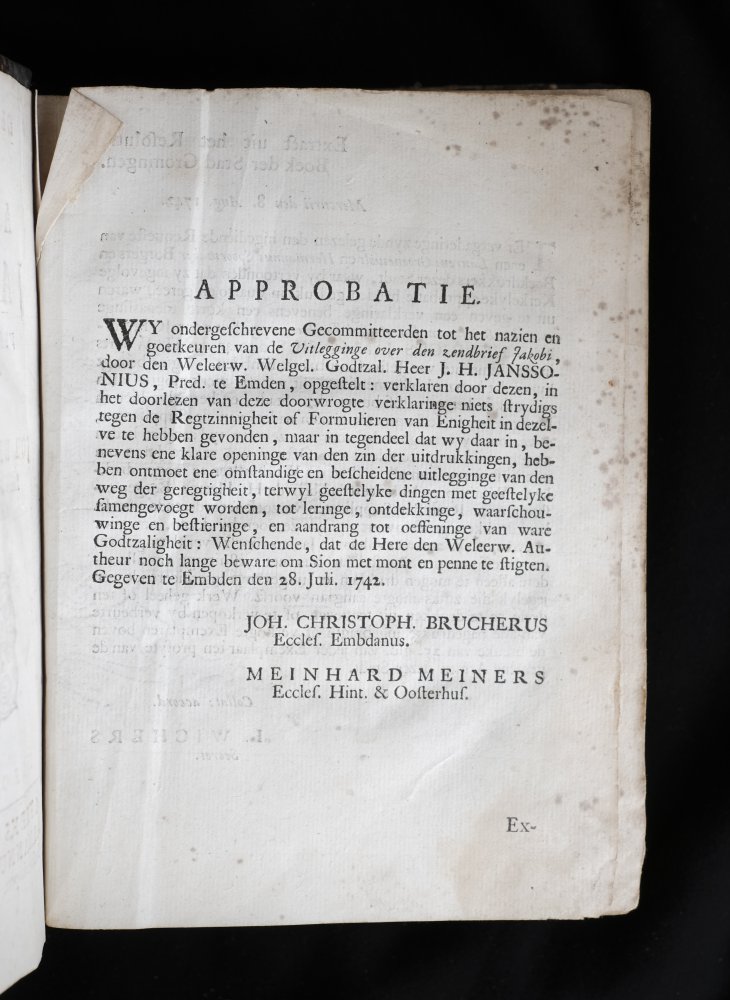 APPROBATIE.
WY ondergeſchrevene Gecommitteerden tot het nazien en
goetkeuren van de Uitlegginge over den zendbrief Jakobi,
door den Weleerw. Welgel. Godtzal. Heer J. H. JANSSO-
NIUS, Pred. te Emden, opgeſtelt: verklaren door dezen, in
het doorlezen van deze doorwrogte verklaringe niets ſtrydigs
tegen de Regtzinnigheit of Formulieren van Enigheit in dezel-
ve te hebben gevonden, maar in tegendeel dat wy daar in, be-
nevens ene klare openinge van den zin der uitdrukkingen, heb-
ben ontmoet ene omſtandige en beſcheidene uitlegginge van den
weg der geregtigheit, terwyl geeſtelyke dingen met geeſtelyke
ſamengevoegt worden, tot leringe, ontdekkinge, waarſchou-
winge en beſtieringe, en aandrang tot oeffeninge van ware
Godtzaligheit: Wenſchende, dat de Here den Weleerw. Au-
theur noch lange beware om Sion met mont en penne te ſtigten.
Gegeven te Embden den 28. Juli. 1742.
JOH. CHRISTOPH. BRUCHERUS
Eccleſ. Embdanus.
MEINHARD MEINERS
Eccleſ. Hint. & Ooſterhuſ.
Ex-